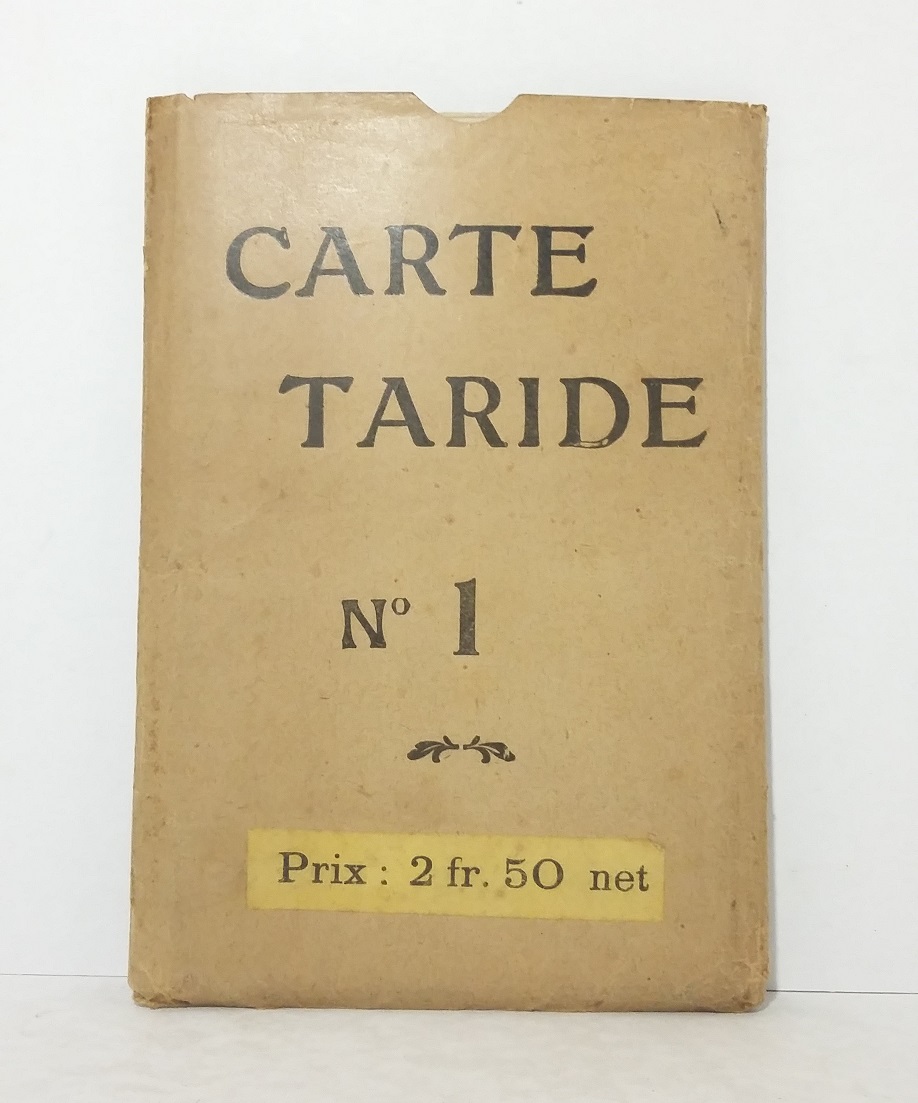 CARTE
TARIDE
Nº 1
Prix : 2 fr. 50 net